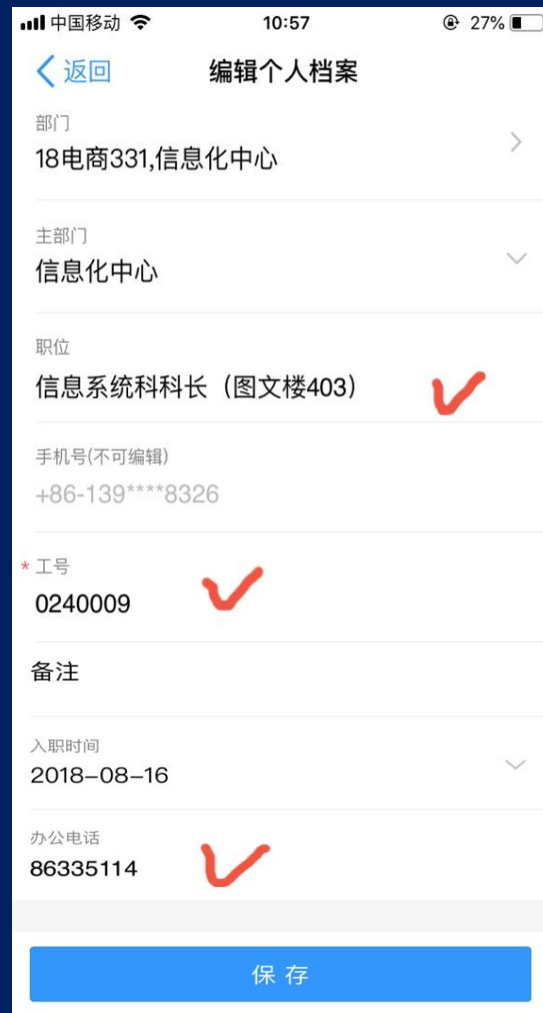 中国移动 10:57 27%
返回 编辑个人档案
部门
18电商331,信息化中心
主部门
信息化中心
职位
信息系统科科长（图文楼403）
手机号(不可编辑)
+86-139****8326
* 工号
0240009
备注
入职时间
2018-08-16
办公电话
86335114
保存